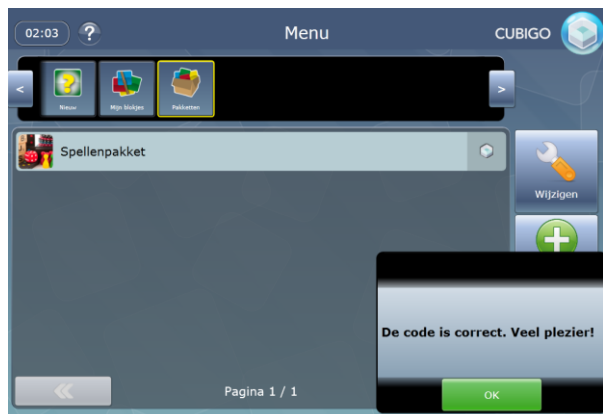 02:03
?
Menu
CUBIGO
<
Nieuw
Mijn blokjes
Pakketten
>
Spellenpakket
Wijzigen
De code is correct. Veel plezier!
Pagina 1 / 1
OK